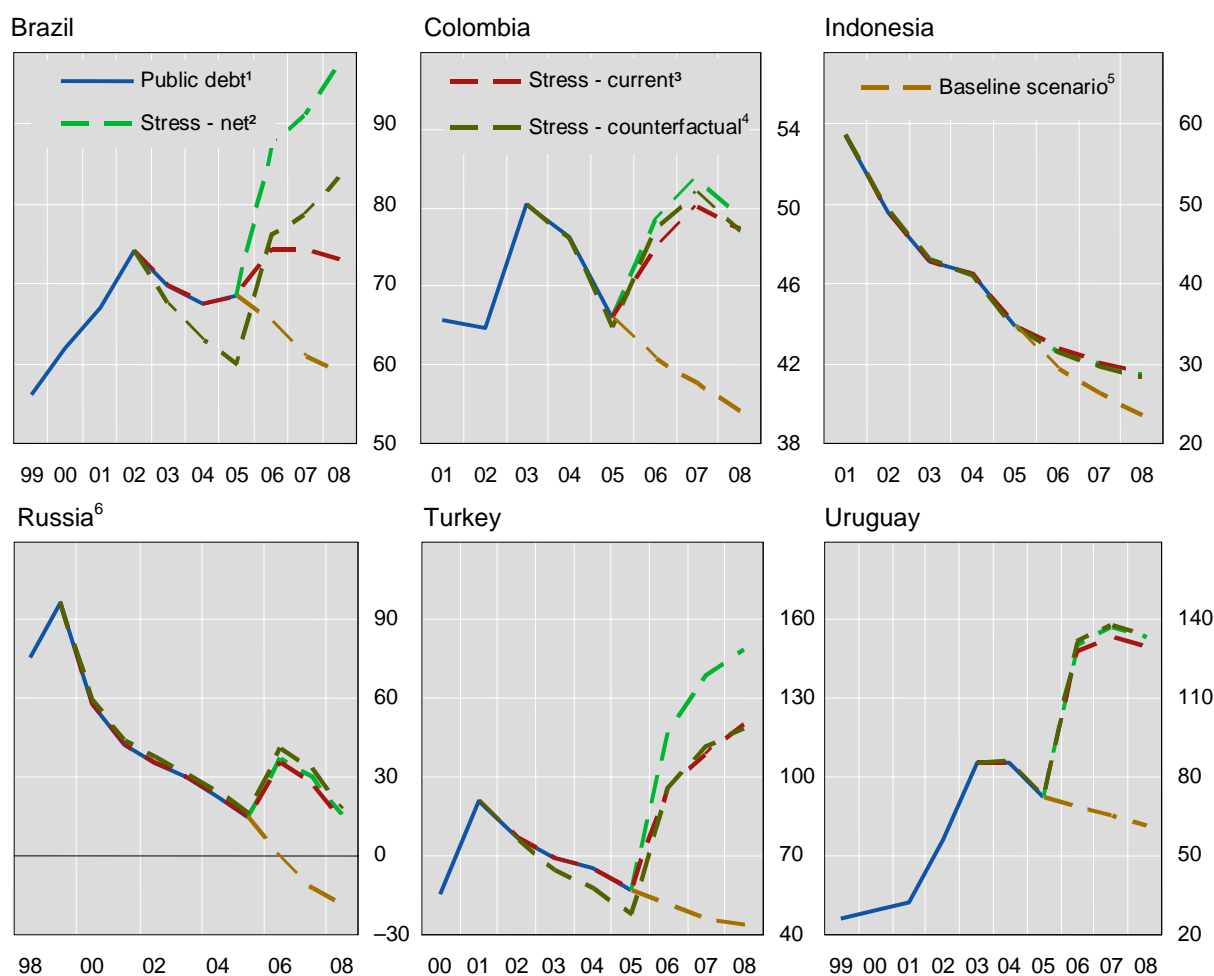 Brazil
Colombia
Indonesia
Public debt¹
Stress - net²
Stress - current³
Stress - counterfactual⁴
Baseline scenario⁵
90
80
70
60
50
54
50
46
42
38
60
50
40
30
20
99 00 01 02 03 04 05 06 07 08
01 02 03 04 05 06 07 08
01 02 03 04 05 06 07 08
Russia⁶
Turkey
Uruguay
90
60
30
0
–30
160
130
100
70
40
140
110
80
50
20
98 00 02 04 06 08
00 01 02 03 04 05 06 07 08
99 00 01 02 03 04 05 06 07 08